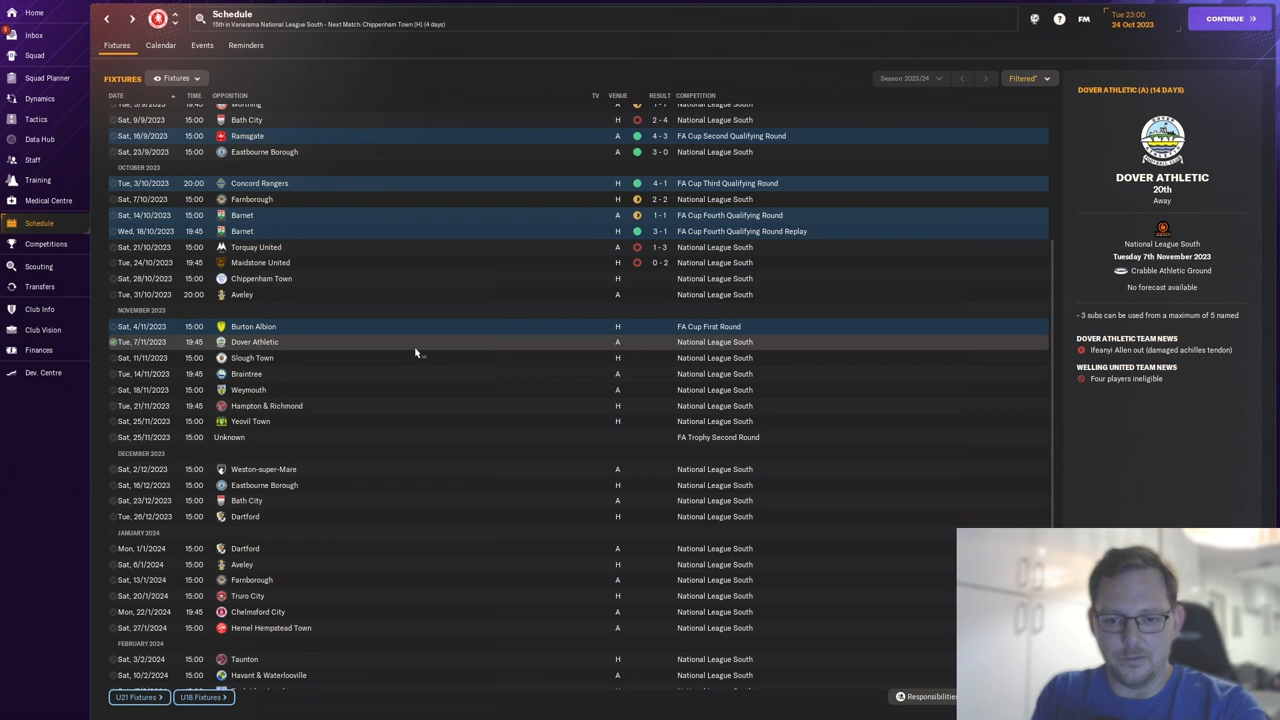 Home
Schedule
15th in Vanarama National League South - Next Match: Chippenham Town (H) (4 days)
FM
Tue 23:00
24 Oct 2023
CONTINUE
3
Inbox
Fixtures Calendar Events Reminders
Squad
Squad Planner
FIXTURES Fixtures Season 2023/24 Filtered*
Dynamics
DATE TIME OPPOSITION TV VENUE RESULT COMPETITION
Tactics
Data Hub
Staff
Training
Medical Centre
Schedule
Competitions
Scouting
Transfers
Club Info
Club Vision
Finances
Dev. Centre
Tue, 5/9/2023 19:45 Worthing A 1 - 1 National League South
Sat, 9/9/2023 15:00 Bath City H 2 - 4 National League South
Sat, 16/9/2023 15:00 Ramsgate A 4 - 3 FA Cup Second Qualifying Round
Sat, 23/9/2023 15:00 Eastbourne Borough A 3 - 0 National League South
OCTOBER 2023
Tue, 3/10/2023 20:00 Concord Rangers H 4 - 1 FA Cup Third Qualifying Round
Sat, 7/10/2023 15:00 Farnborough H 2 - 2 National League South
Sat, 14/10/2023 15:00 Barnet A 1 - 1 FA Cup Fourth Qualifying Round
Wed, 18/10/2023 19:45 Barnet H 3 - 1 FA Cup Fourth Qualifying Round Replay
Sat, 21/10/2023 15:00 Torquay United A 1 - 3 National League South
Tue, 24/10/2023 19:45 Maidstone United H 0 - 2 National League South
Sat, 28/10/2023 15:00 Chippenham Town H National League South
Tue, 31/10/2023 20:00 Aveley A National League South
NOVEMBER 2023
Sat, 4/11/2023 15:00 Burton Albion H FA Cup First Round
Tue, 7/11/2023 19:45 Dover Athletic A National League South
Sat, 11/11/2023 15:00 Slough Town H National League South
Tue, 14/11/2023 19:45 Braintree A National League South
Sat, 18/11/2023 15:00 Weymouth A National League South
Tue, 21/11/2023 19:45 Hampton & Richmond H National League South
Sat, 25/11/2023 15:00 Yeovil Town H National League South
Sat, 25/11/2023 15:00 Unknown FA Trophy Second Round
DECEMBER 2023
Sat, 2/12/2023 15:00 Weston-super-Mare A National League South
Sat, 16/12/2023 15:00 Eastbourne Borough H National League South
Sat, 23/12/2023 15:00 Bath City A National League South
Tue, 26/12/2023 15:00 Dartford H National League South
JANUARY 2024
Mon, 1/1/2024 15:00 Dartford A National League South
Sat, 6/1/2024 15:00 Aveley H National League South
Sat, 13/1/2024 15:00 Farnborough A National League South
Sat, 20/1/2024 15:00 Truro City H National League South
Mon, 22/1/2024 19:45 Chelmsford City A National League South
Sat, 27/1/2024 15:00 Hemel Hempstead Town A National League South
FEBRUARY 2024
Sat, 3/2/2024 15:00 Taunton H National League South
Sat, 10/2/2024 15:00 Havant & Waterlooville A National League South
U21 Fixtures U18 Fixtures Responsibilities
DOVER ATHLETIC (A) (14 DAYS)
DOVER ATHLETIC
20th
Away
National League South
Tuesday 7th November 2023
Crabble Athletic Ground
No forecast available
- 3 subs can be used from a maximum of 5 named
DOVER ATHLETIC TEAM NEWS
Ifeanyi Allen out (damaged achilles tendon)
WELLING UNITED TEAM NEWS
Four players ineligible